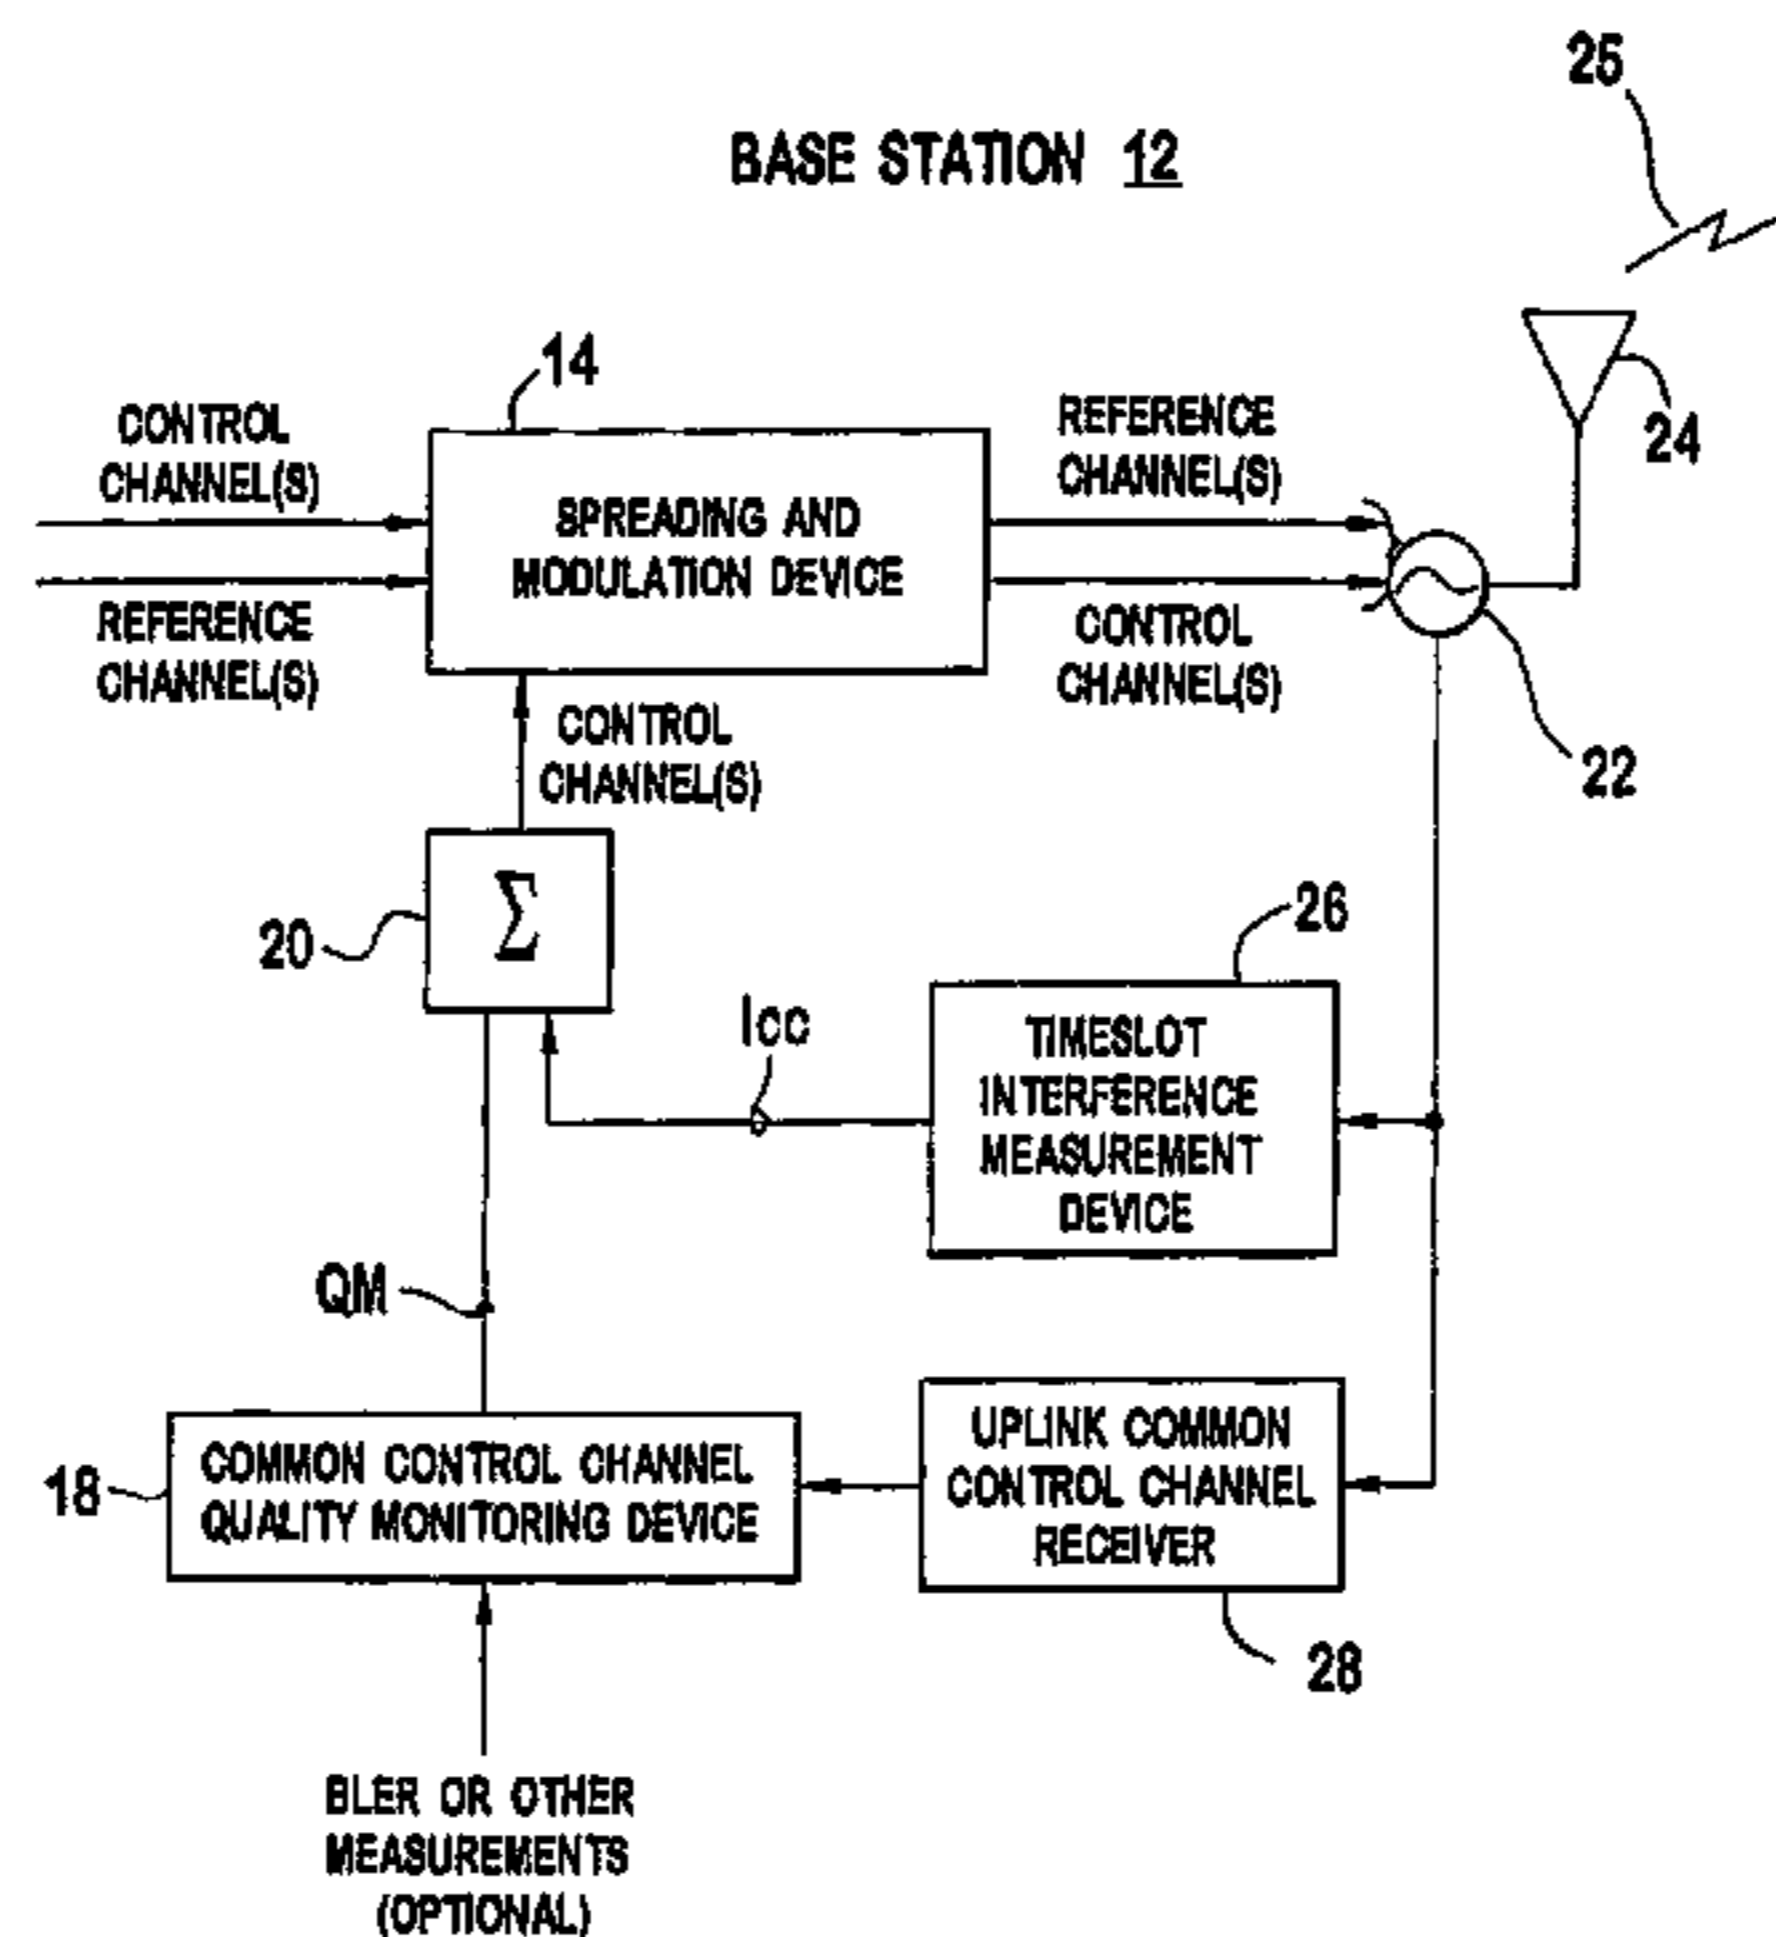 25
BASE STATION 12
14
CONTROL
CHANNEL(S)
REFERENCE
CHANNEL(S)
SPREADING AND
MODULATION DEVICE
REFERENCE
CHANNEL(S)
CONTROL
CHANNEL(S)
24
22
CONTROL
CHANNEL(S)
Σ
20
26
ICC
TIMESLOT
INTERFERENCE
MEASUREMENT
DEVICE
QM
18
COMMON CONTROL CHANNEL
QUALITY MONITORING DEVICE
UPLINK COMMON
CONTROL CHANNEL
RECEIVER
28
BLER OR OTHER
MEASUREMENTS
(OPTIONAL)